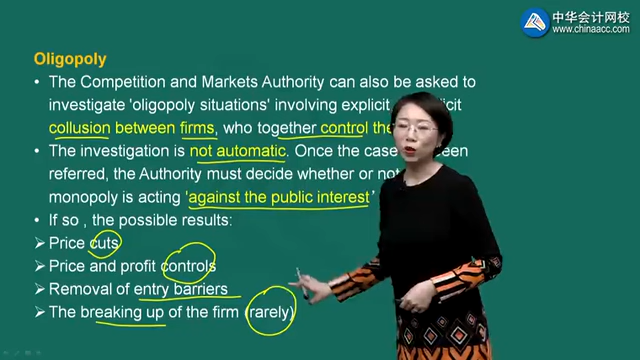 中华会计网校
www.chinaacc.com
Oligopoly
• The Competition and Markets Authority can also be asked to
investigate 'oligopoly situations' involving explicit
collusion between firms, who together control the
• The investigation is not automatic. Once the case
referred, the Authority must decide whether or not
monopoly is acting 'against the public interest'
• If so , the possible results:
➢ Price cuts
➢ Price and profit controls
➢ Removal of entry barriers
➢ The breaking up of the firm (rarely)